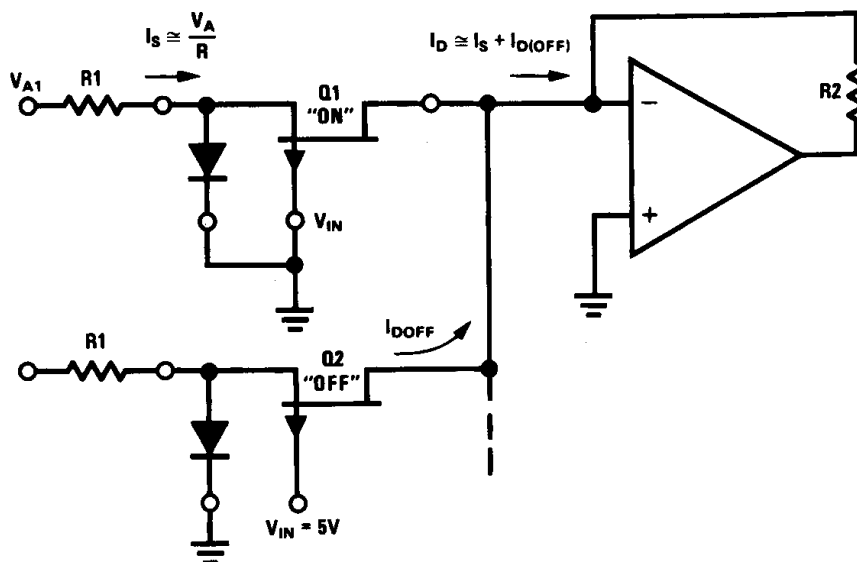 I_S ≅ V_A / R
I_D ≅ I_S + I_D(OFF)
V_A1
R1
Q1
"ON"
−
R2
+
V_IN
R1
Q2
"OFF"
I_DOFF
V_IN = 5V